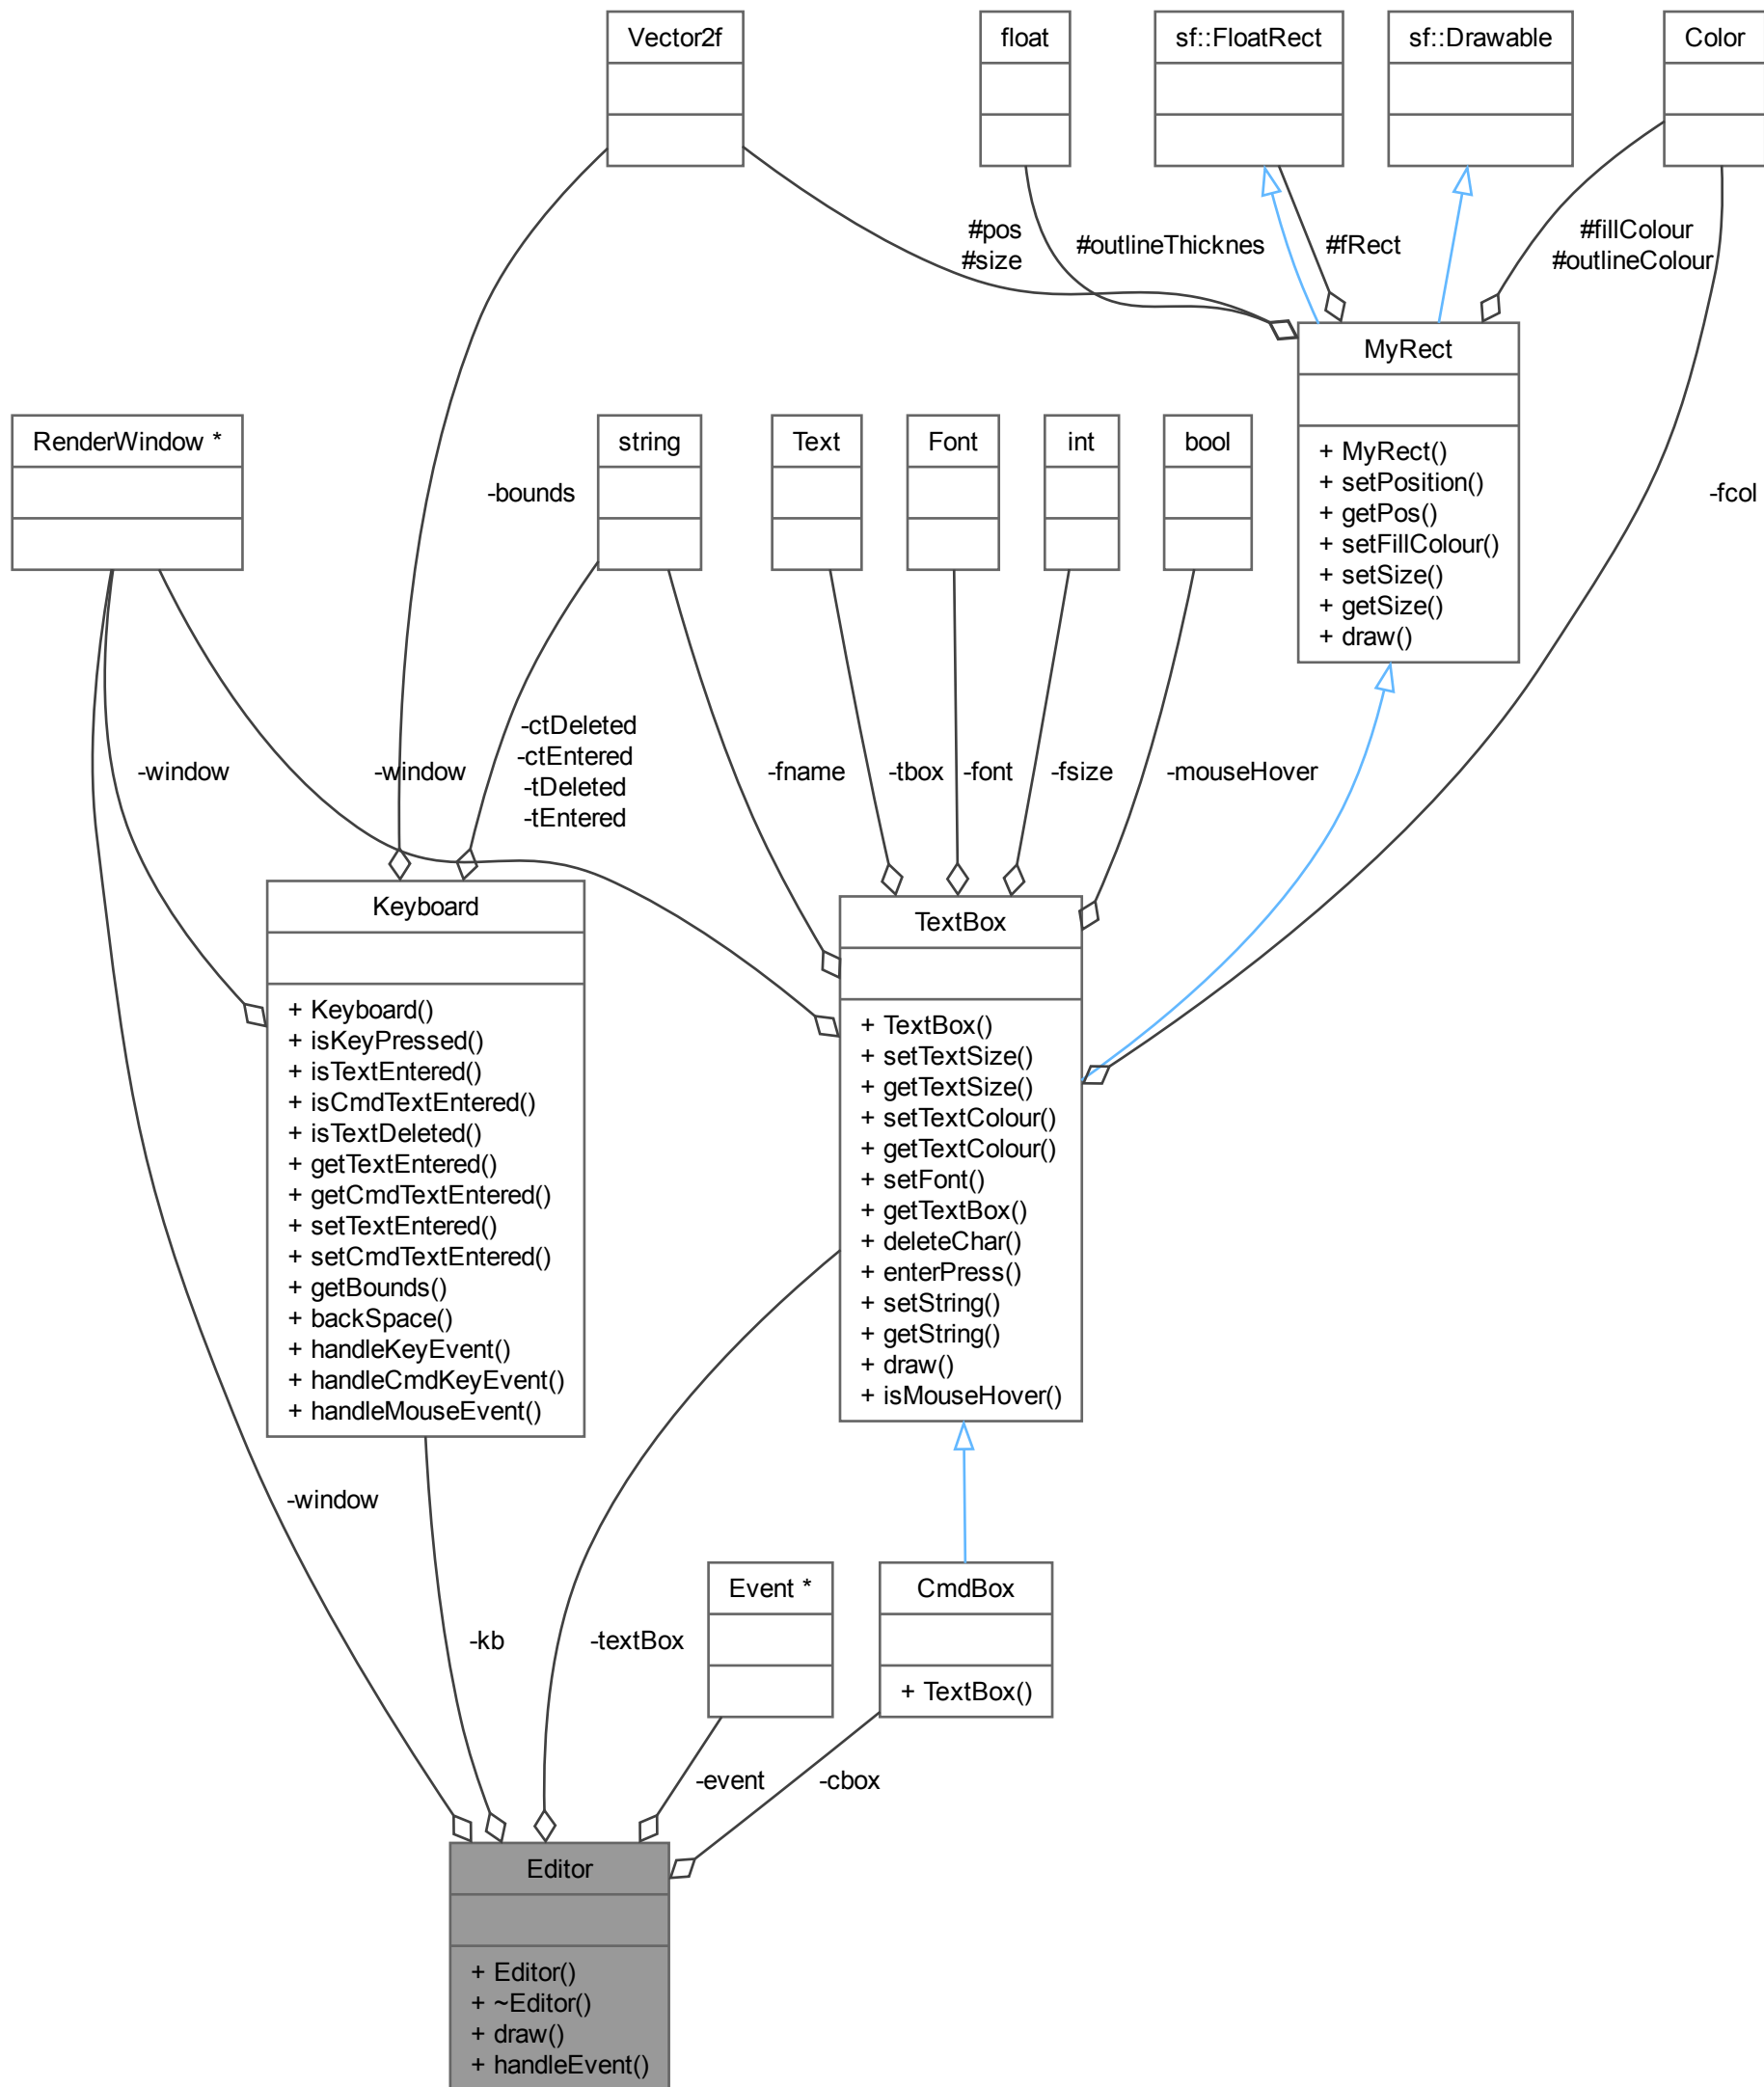 Vector2f
float
sf::FloatRect
sf::Drawable
Color
#pos
#size
#outlineThicknes
#fRect
#fillColour
#outlineColour
MyRect
+ MyRect()
+ setPosition()
+ getPos()
+ setFillColour()
+ setSize()
+ getSize()
+ draw()
RenderWindow *
string
Text
Font
int
bool
-bounds
-fcol
-window
-window
-ctDeleted
-ctEntered
-tDeleted
-tEntered
-fname
-tbox
-font
-fsize
-mouseHover
Keyboard
+ Keyboard()
+ isKeyPressed()
+ isTextEntered()
+ isCmdTextEntered()
+ isTextDeleted()
+ getTextEntered()
+ getCmdTextEntered()
+ setTextEntered()
+ setCmdTextEntered()
+ getBounds()
+ backSpace()
+ handleKeyEvent()
+ handleCmdKeyEvent()
+ handleMouseEvent()
TextBox
+ TextBox()
+ setTextSize()
+ getTextSize()
+ setTextColour()
+ getTextColour()
+ setFont()
+ getTextBox()
+ deleteChar()
+ enterPress()
+ setString()
+ getString()
+ draw()
+ isMouseHover()
-window
-kb
-textBox
Event *
CmdBox
+ TextBox()
-event
-cbox
Editor
+ Editor()
+ ~Editor()
+ draw()
+ handleEvent()